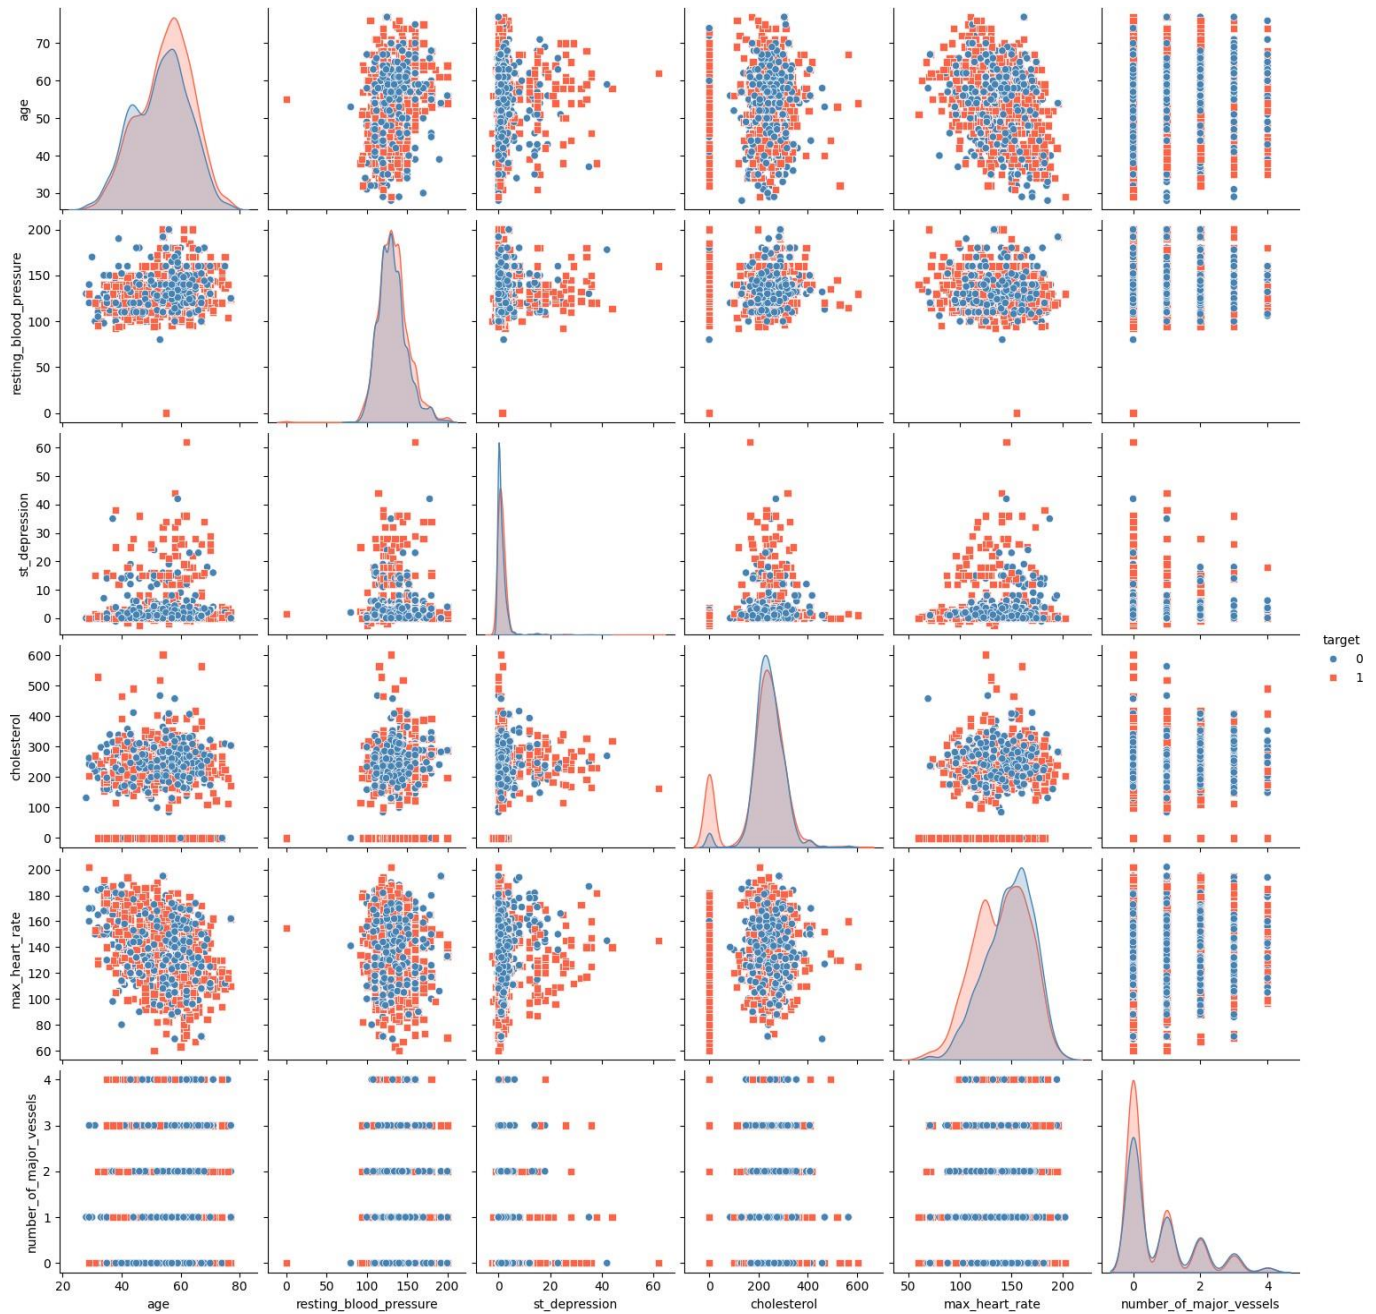 age
70
60
50
40
30
resting_blood_pressure
200
150
100
50
0
st_depression
60
50
40
30
20
10
0
cholesterol
600
500
400
300
200
100
0
max_heart_rate
200
180
160
140
120
100
80
60
number_of_major_vessels
4
3
2
1
0
20 40 60 80
0 50 100 150 200
0 20 40 60
0 200 400 600
50 100 150 200
0 2 4
age resting_blood_pressure st_depression cholesterol max_heart_rate number_of_major_vessels
target
0
1